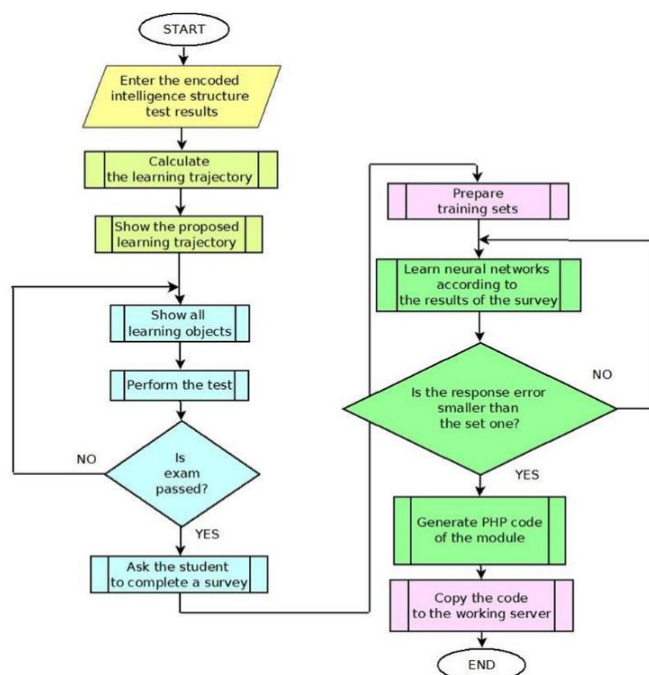 START
Enter the encoded
intelligence structure
test results
Calculate
the learning trajectory
Show the proposed
learning trajectory
Show all
learning objects
Perform the test
Is
exam
passed?
NO
YES
Ask the student
to complete a survey
Prepare
training sets
Learn neural networks
according to
the results of the survey
Is the response error
smaller than
the set one?
NO
YES
Generate PHP code
of the module
Copy the code
to the working server
END